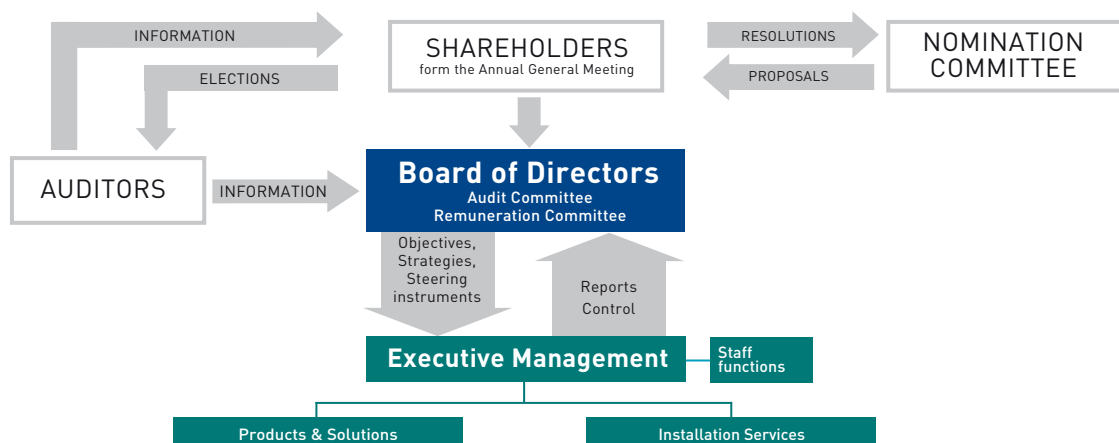 INFORMATION
SHAREHOLDERS
form the Annual General Meeting
RESOLUTIONS
NOMINATION
COMMITTEE
ELECTIONS
PROPOSALS
AUDITORS
INFORMATION
Board of Directors
Audit Committee
Remuneration Committee
Objectives,
Strategies,
Steering
instruments
Reports
Control
Executive Management
Staff
functions
Products & Solutions
Installation Services